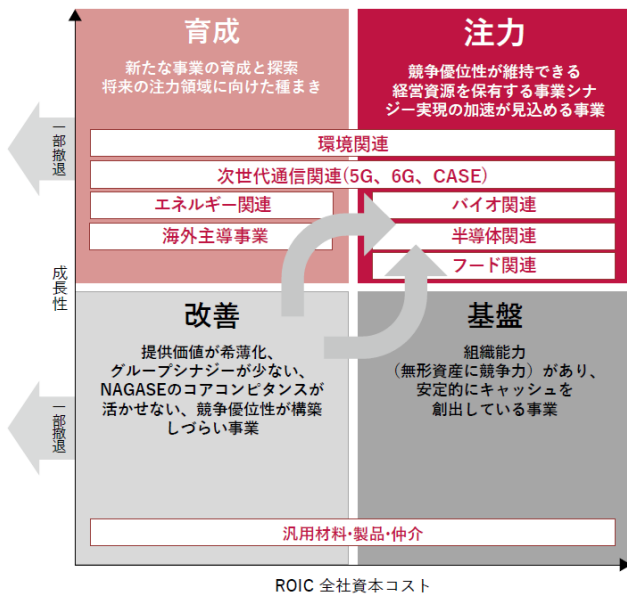 育成
新たな事業の育成と探索
将来の注力領域に向けた種まき
注力
競争優位性が維持できる
経営資源を保有する事業シナ
ジー実現の加速が見込める事業
一部撤退
環境関連
次世代通信関連(5G、6G、CASE)
エネルギー関連
バイオ関連
海外主導事業
半導体関連
フード関連
成長性
改善
提供価値が希薄化、
グループシナジーが少ない、
NAGASEのコアコンピタンスが
活かせない、競争優位性が構築
しづらい事業
基盤
組織能力
（無形資産に競争力）があり、
安定的にキャッシュを
創出している事業
一部撤退
汎用材料・製品・仲介
ROIC 全社資本コスト